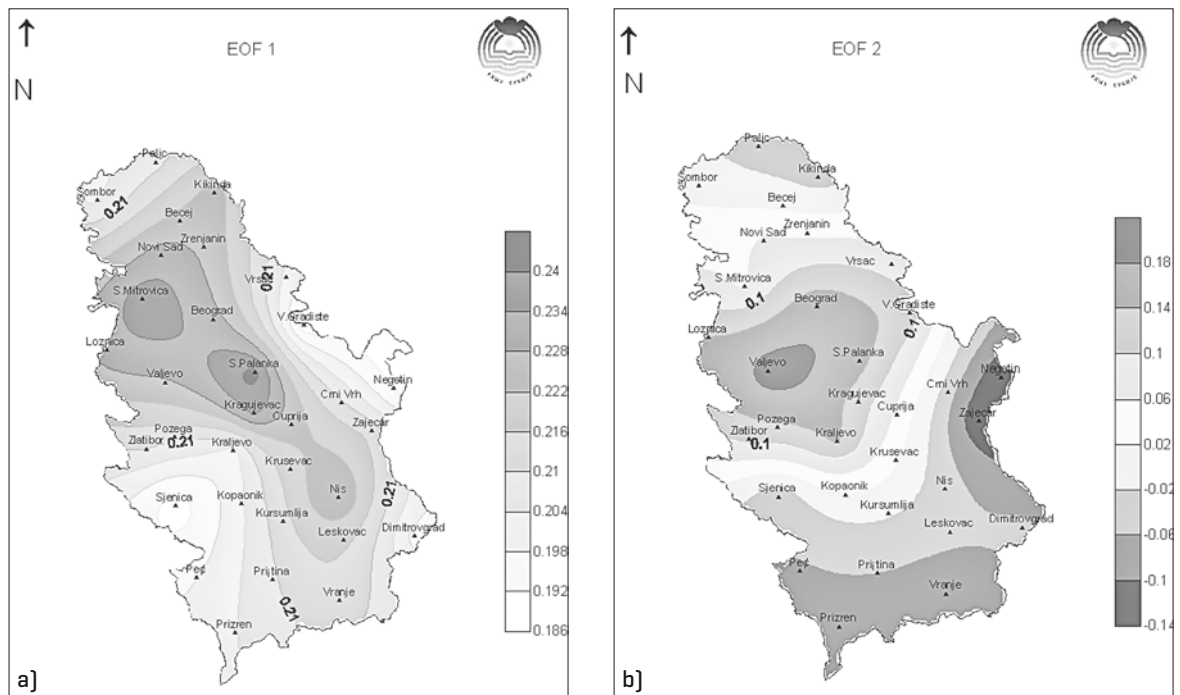 EOF 1
N
Palic
Sombor
0.21
Kikinda
Becej
Zrenjanin
Novi Sad
Vrsac
0.21
S.Mitrovica
Beograd
V.Gradiste
Loznica
S.Palanka
Valjevo
Negotin
Kragujevac
Crni Vrh
Cuprija
Zajecar
Pozega
Zlatibor
0.21
Kraljevo
Krusevac
Sjenica
Kopaonik
Nis
0.21
Kursumlija
Leskovac
Dimitrovgrad
Pec
Prijtina
Vranje
0.21
Prizren
0.24
0.234
0.228
0.222
0.216
0.21
0.204
0.198
0.192
0.186
a)
EOF 2
N
Palic
Kikinda
Sombor
Becej
Zrenjanin
Novi Sad
Vrsac
S.Mitrovica
0.1
Beograd
V.Gradiste
0.1
Loznica
S.Palanka
Valjevo
Negotin
Crni Vrh
Kragujevac
Cuprija
Zajecar
Pozega
Zlatibor
0.1
Kraljevo
Krusevac
Sjenica
Kopaonik
Nis
Kursumlija
Leskovac
Dimitrovgrad
Pec
Prijtina
Vranje
Prizren
0.18
0.14
0.1
0.06
0.02
-0.02
-0.06
-0.1
-0.14
b)